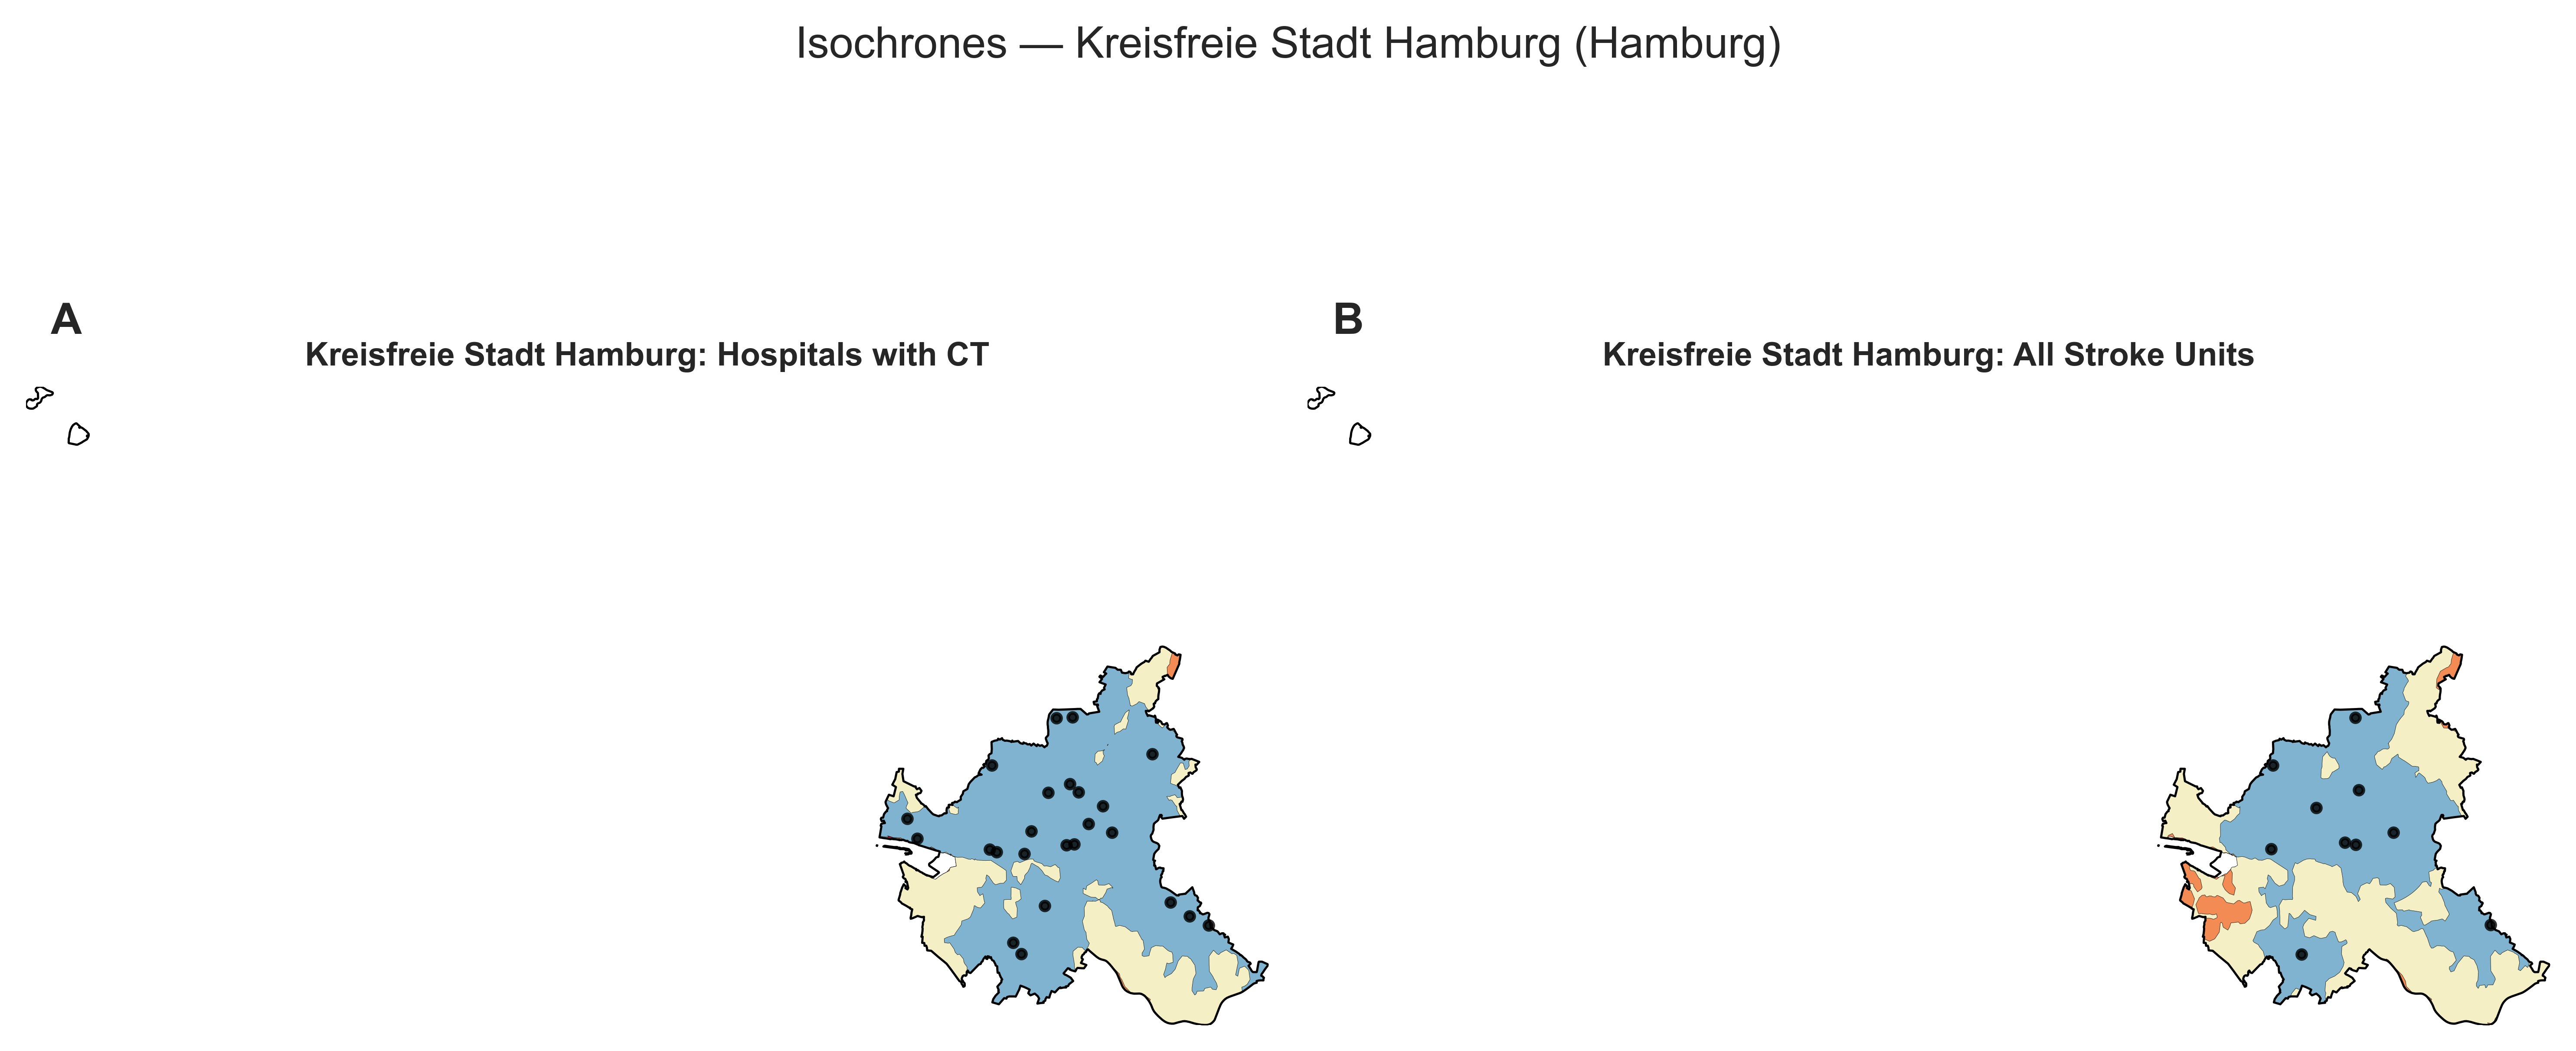 Isochrones — Kreisfreie Stadt Hamburg (Hamburg)
A
B
Kreisfreie Stadt Hamburg: Hospitals with CT
Kreisfreie Stadt Hamburg: All Stroke Units